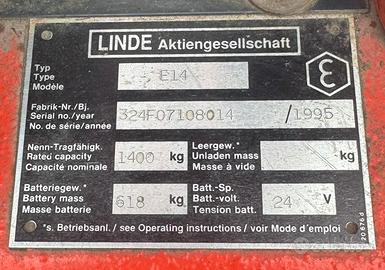 LINDE Aktiengesellschaft
Typ
Type
Modèle
E14
Fabrik-Nr./Bj.
Serial no./year
No. de série/année
324F07108014 /1995
Nenn-Tragfähigk.
Rated capacity
Capacité nominale
1400 kg
Leergew.*
Unladen mass
Masse à vide
kg
Batteriegew.*
Battery mass
Masse batterie
618 kg
Batt.-Sp.
Batt.-volt.
Tension batt.
24 V
*s. Betriebsanl. / see Operating instructions / voir Mode d'emploi